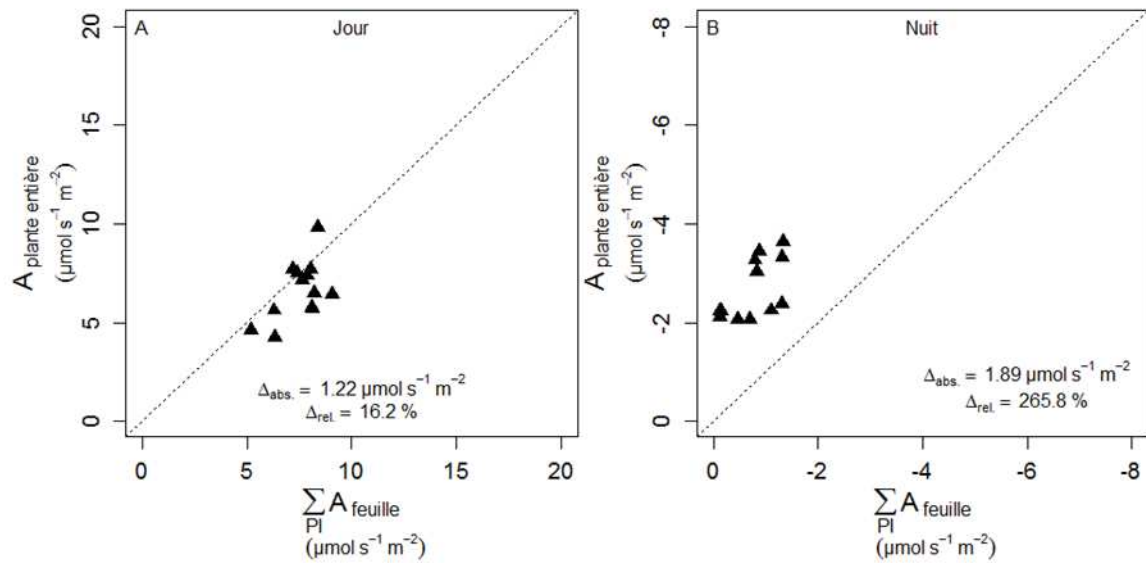 A Jour
20
15
10
5
0
A plante entière
(µmol s⁻¹ m⁻²)
Δabs. = 1.22 µmol s⁻¹ m⁻²
Δrel. = 16.2 %
0 5 10 15 20
∑ A feuille
Pl
(µmol s⁻¹ m⁻²)
B Nuit
-8
-6
-4
-2
0
A plante entière
(µmol s⁻¹ m⁻²)
Δabs. = 1.89 µmol s⁻¹ m⁻²
Δrel. = 265.8 %
0 -2 -4 -6 -8
∑ A feuille
Pl
(µmol s⁻¹ m⁻²)